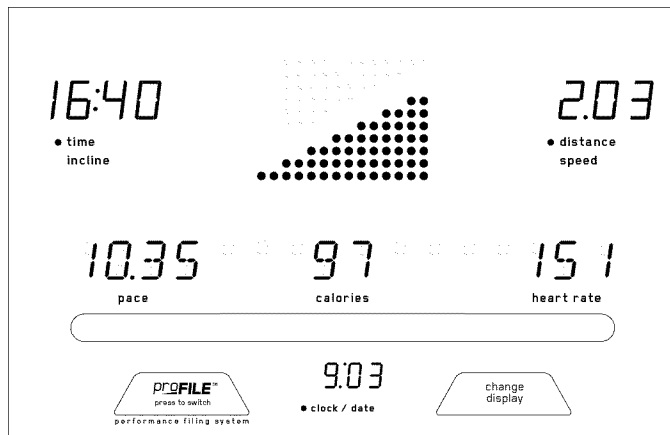 16:40
2.03
time
incline
distance
speed
10.35
97
151
pace
calories
heart rate
proFILE™
press to switch
performance filing system
9:03
clock / date
change
display